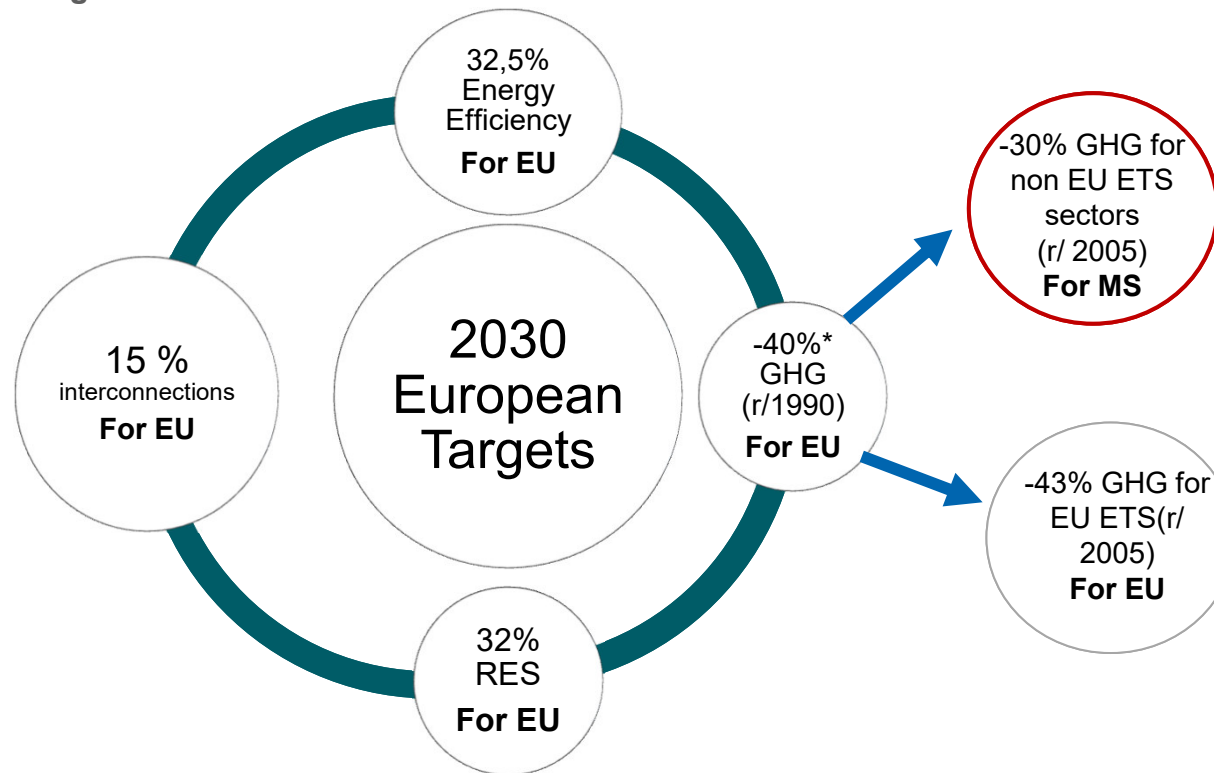 32,5%
Energy
Efficiency
For EU
-30% GHG for
non EU ETS
sectors
(r/ 2005)
For MS
2030
European
Targets
15 %
interconnections
For EU
-40%*
GHG
(r/1990)
For EU
-43% GHG for
EU ETS(r/
2005)
For EU
32%
RES
For EU